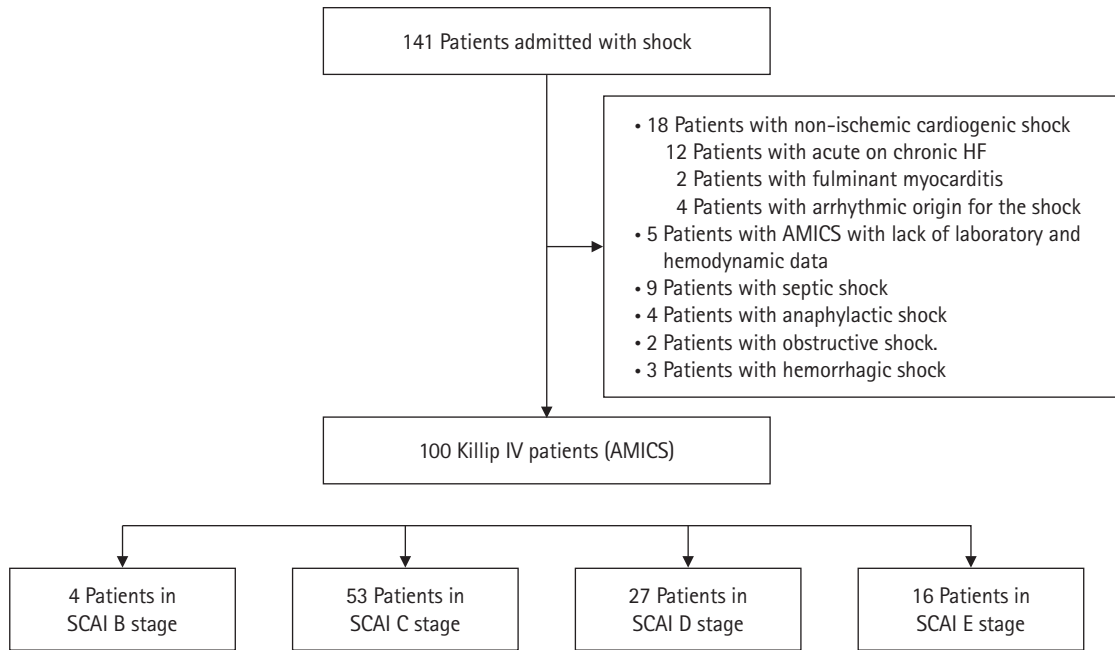 141 Patients admitted with shock
• 18 Patients with non-ischemic cardiogenic shock
12 Patients with acute on chronic HF
2 Patients with fulminant myocarditis
4 Patients with arrhythmic origin for the shock
• 5 Patients with AMICS with lack of laboratory and
hemodynamic data
• 9 Patients with septic shock
• 4 Patients with anaphylactic shock
• 2 Patients with obstructive shock.
• 3 Patients with hemorrhagic shock
100 Killip IV patients (AMICS)
4 Patients in
SCAI B stage
53 Patients in
SCAI C stage
27 Patients in
SCAI D stage
16 Patients in
SCAI E stage